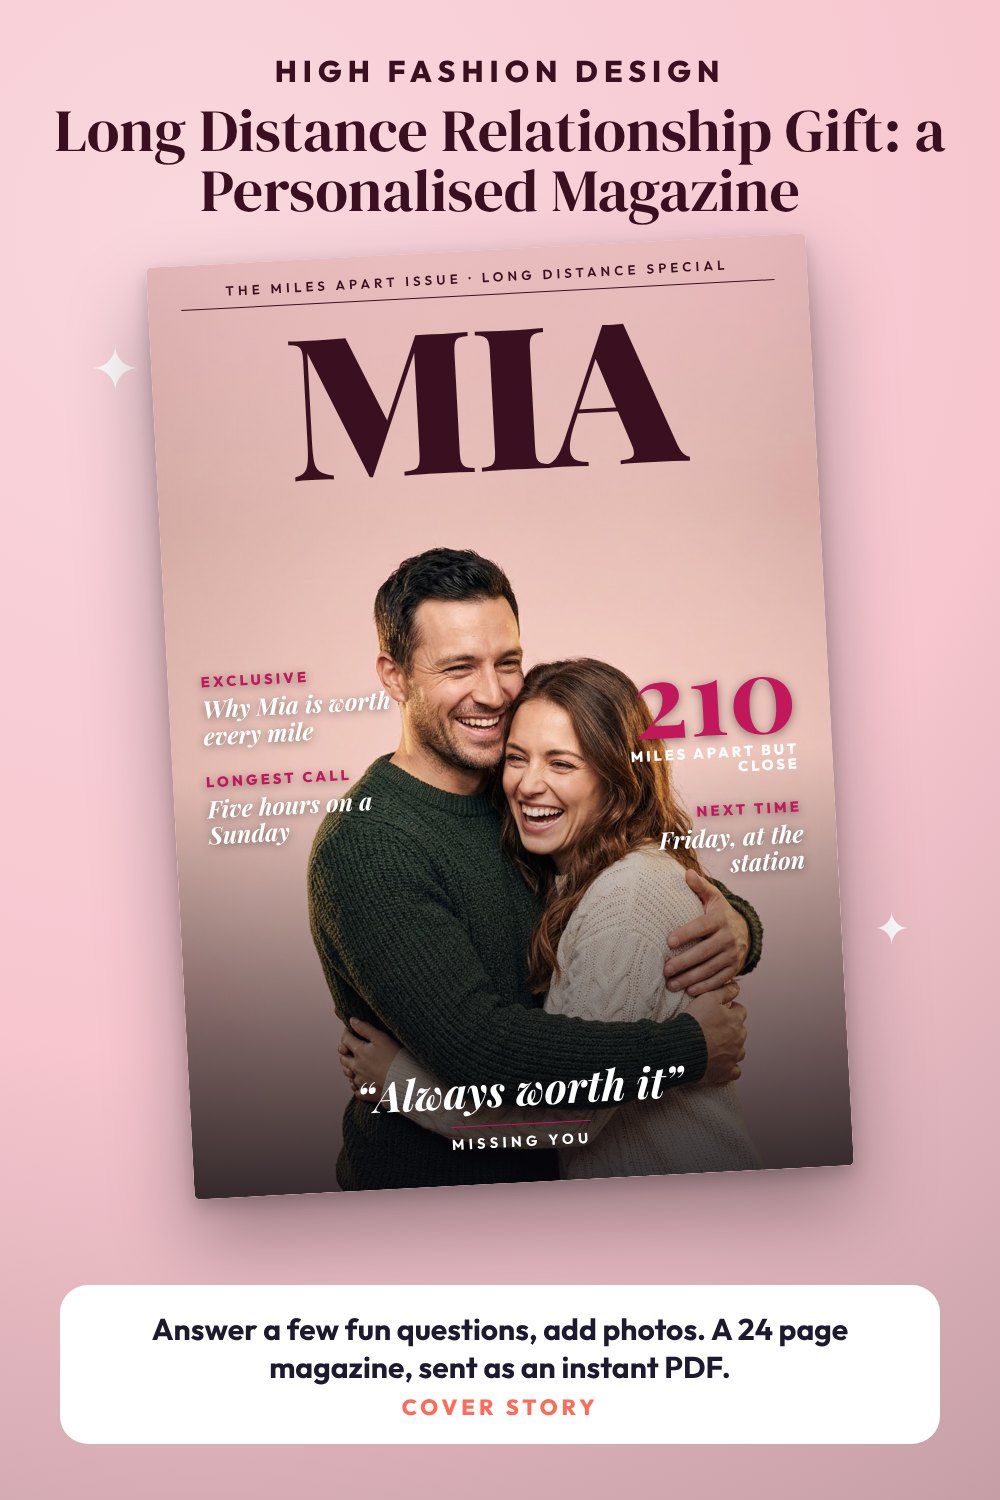 HIGH FASHION DESIGN
Long Distance Relationship Gift: a
Personalised Magazine
THE MILES APART ISSUE · LONG DISTANCE SPECIAL
MIA
EXCLUSIVE
Why Mia is worth
every mile
LONGEST CALL
Five hours on a
Sunday
210
MILES APART BUT
CLOSE
NEXT TIME
Friday, at the
station
“Always worth it”
MISSING YOU
Answer a few fun questions, add photos. A 24 page
magazine, sent as an instant PDF.
COVER STORY